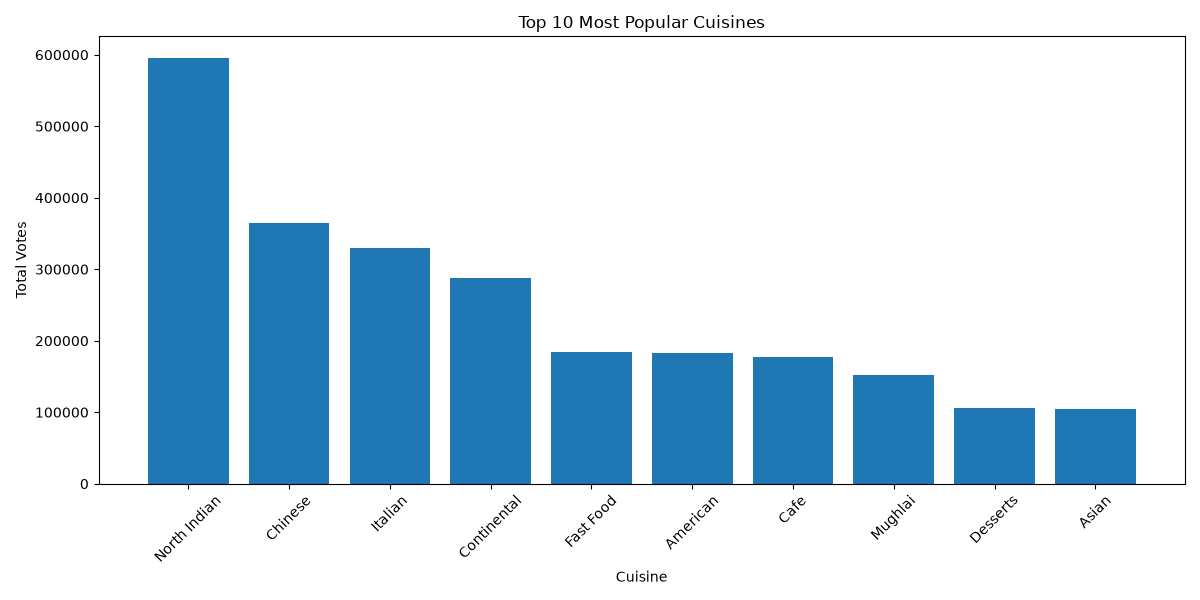 Top 10 Most Popular Cuisines
Total Votes
600000
500000
400000
300000
200000
100000
0
North Indian
Chinese
Italian
Continental
Fast Food
American
Cafe
Mughlai
Desserts
Asian
Cuisine